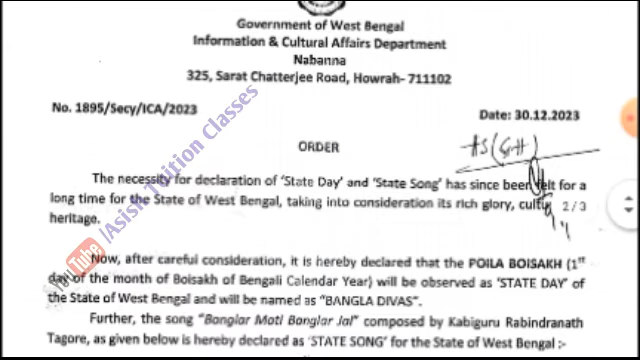 Government of West Bengal
Information & Cultural Affairs Department
Nabanna
325, Sarat Chatterjee Road, Howrah- 711102
No. 1895/Secy/ICA/2023
Date: 30.12.2023
ORDER
The necessity for declaration of 'State Day' and 'State Song' has since been felt for a
long time for the State of West Bengal, taking into consideration its rich glory,
heritage.
2/3
Now, after careful consideration, it is hereby declared that the POILA BOISAKH (1st
day of the month of Boisakh of Bengali Calendar Year) will be observed as 'STATE DAY' of
the State of West Bengal and will be named as "BANGLA DIVAS".
Further, the song "Banglar Mati Banglar Jal" composed by Kabiguru Rabindranath
Tagore, as given below is hereby declared as 'STATE SONG' for the State of West Bengal :-
YouTube /Asish Tuition Classes